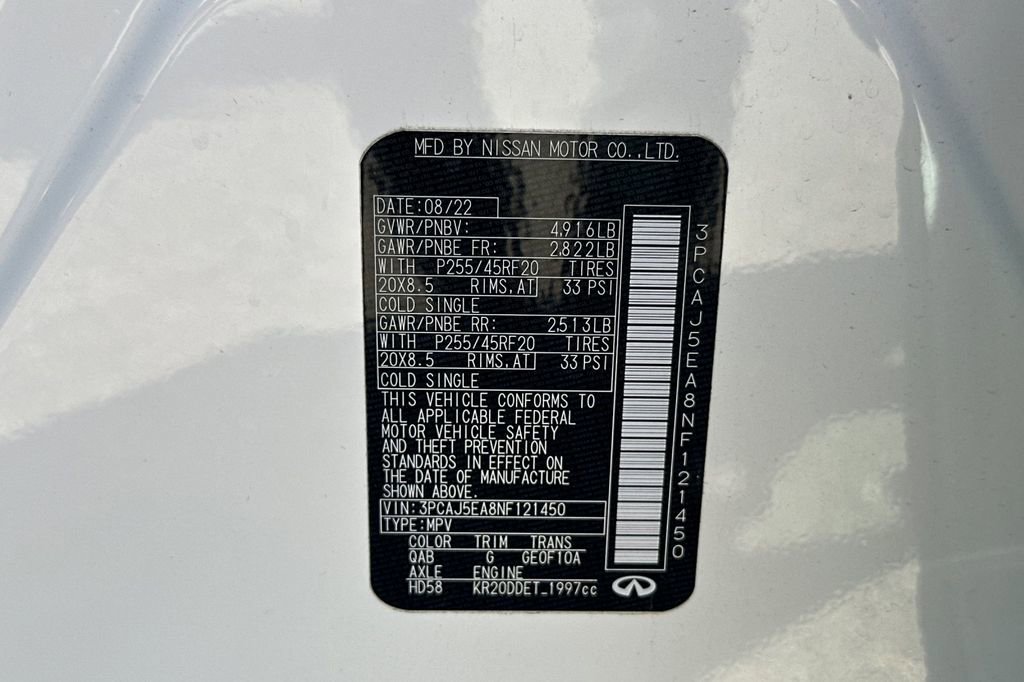 MFD BY NISSAN MOTOR CO.,LTD.
DATE:08/22
GVWR/PNBV: 4,916LB
GAWR/PNBE FR: 2,822LB
WITH P255/45RF20 TIRES
20X8.5 RIMS,AT 33 PSI
COLD SINGLE
GAWR/PNBE RR: 2,513LB
WITH P255/45RF20 TIRES
20X8.5 RIMS,AT 33 PSI
COLD SINGLE
THIS VEHICLE CONFORMS TO
ALL APPLICABLE FEDERAL
MOTOR VEHICLE SAFETY
AND THEFT PREVENTION
STANDARDS IN EFFECT ON
THE DATE OF MANUFACTURE
SHOWN ABOVE.
VIN:3PCAJ5EA8NF121450
TYPE:MPV
COLOR TRIM TRANS
QAB G GE0F10A
AXLE ENGINE
HD58 KR20DDET_1997cc
3PCAJ5EA8NF121450